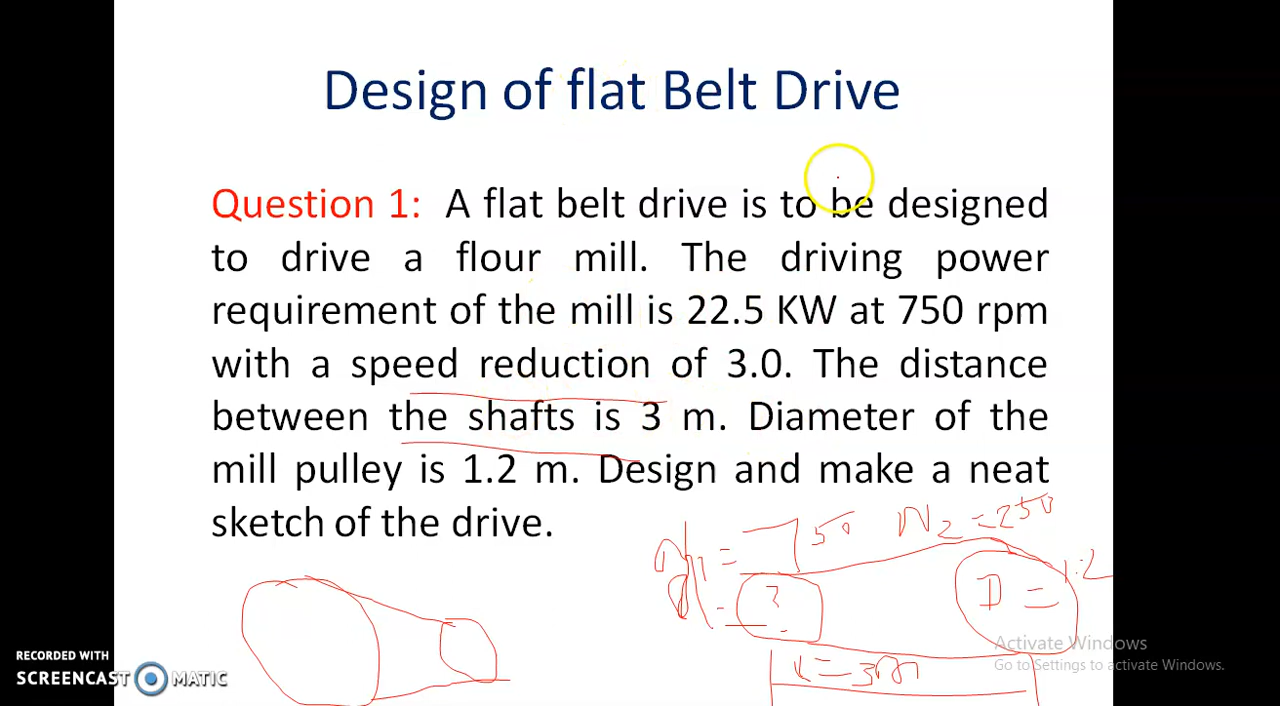 Design of flat Belt Drive
Question 1: A flat belt drive is to be designed
to drive a flour mill. The driving power
requirement of the mill is 22.5 KW at 750 rpm
with a speed reduction of 3.0. The distance
between the shafts is 3 m. Diameter of the
mill pulley is 1.2 m. Design and make a neat
sketch of the drive.
= 750 N2 = 250
? D = 1.2
= 3m
Activate Windows
Go to Settings to activate Windows.
RECORDED WITH
SCREENCAST MATIC